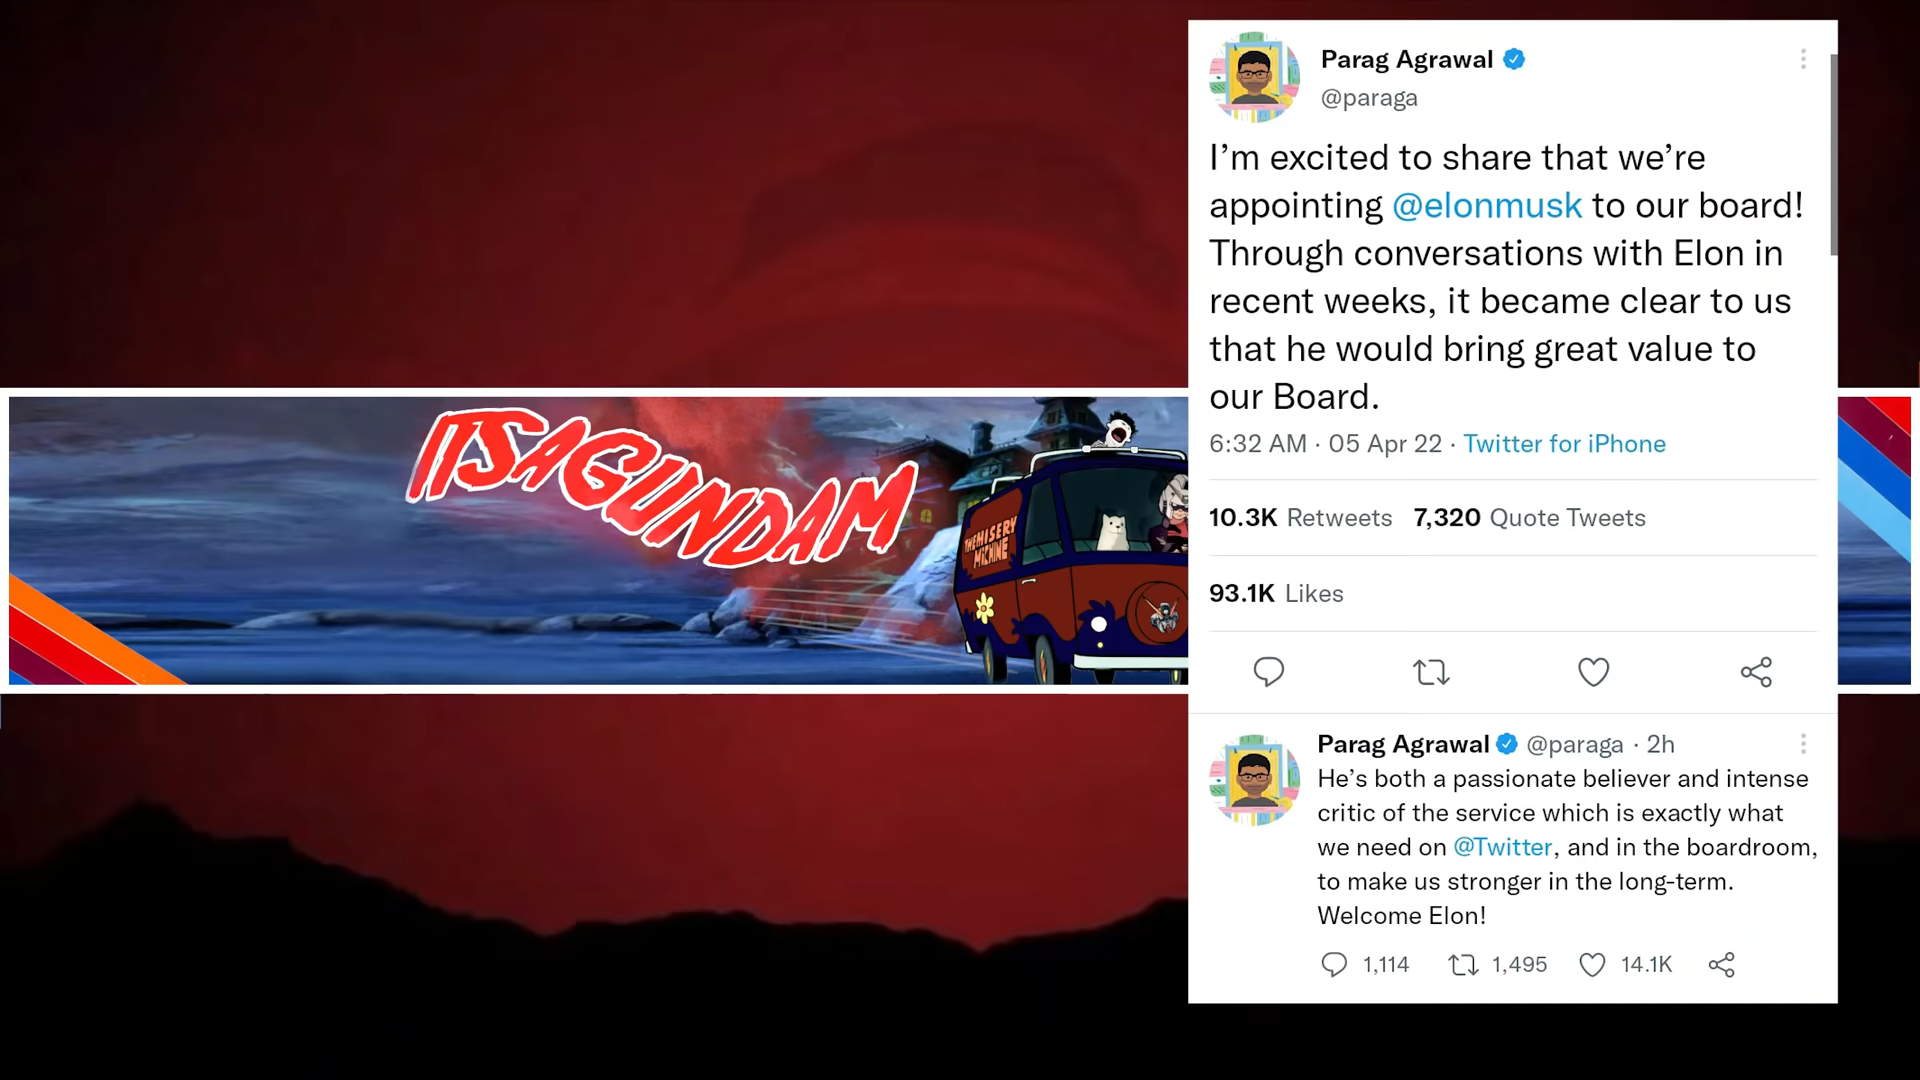 ITSAGUNDAM
THE MISERY
MACHINE
Parag Agrawal
@paraga
I’m excited to share that we’re
appointing @elonmusk to our board!
Through conversations with Elon in
recent weeks, it became clear to us
that he would bring great value to
our Board.
6:32 AM · 05 Apr 22 · Twitter for iPhone
10.3K Retweets 7,320 Quote Tweets
93.1K Likes
Parag Agrawal @paraga · 2h
He’s both a passionate believer and intense
critic of the service which is exactly what
we need on @Twitter, and in the boardroom,
to make us stronger in the long-term.
Welcome Elon!
1,114 1,495 14.1K